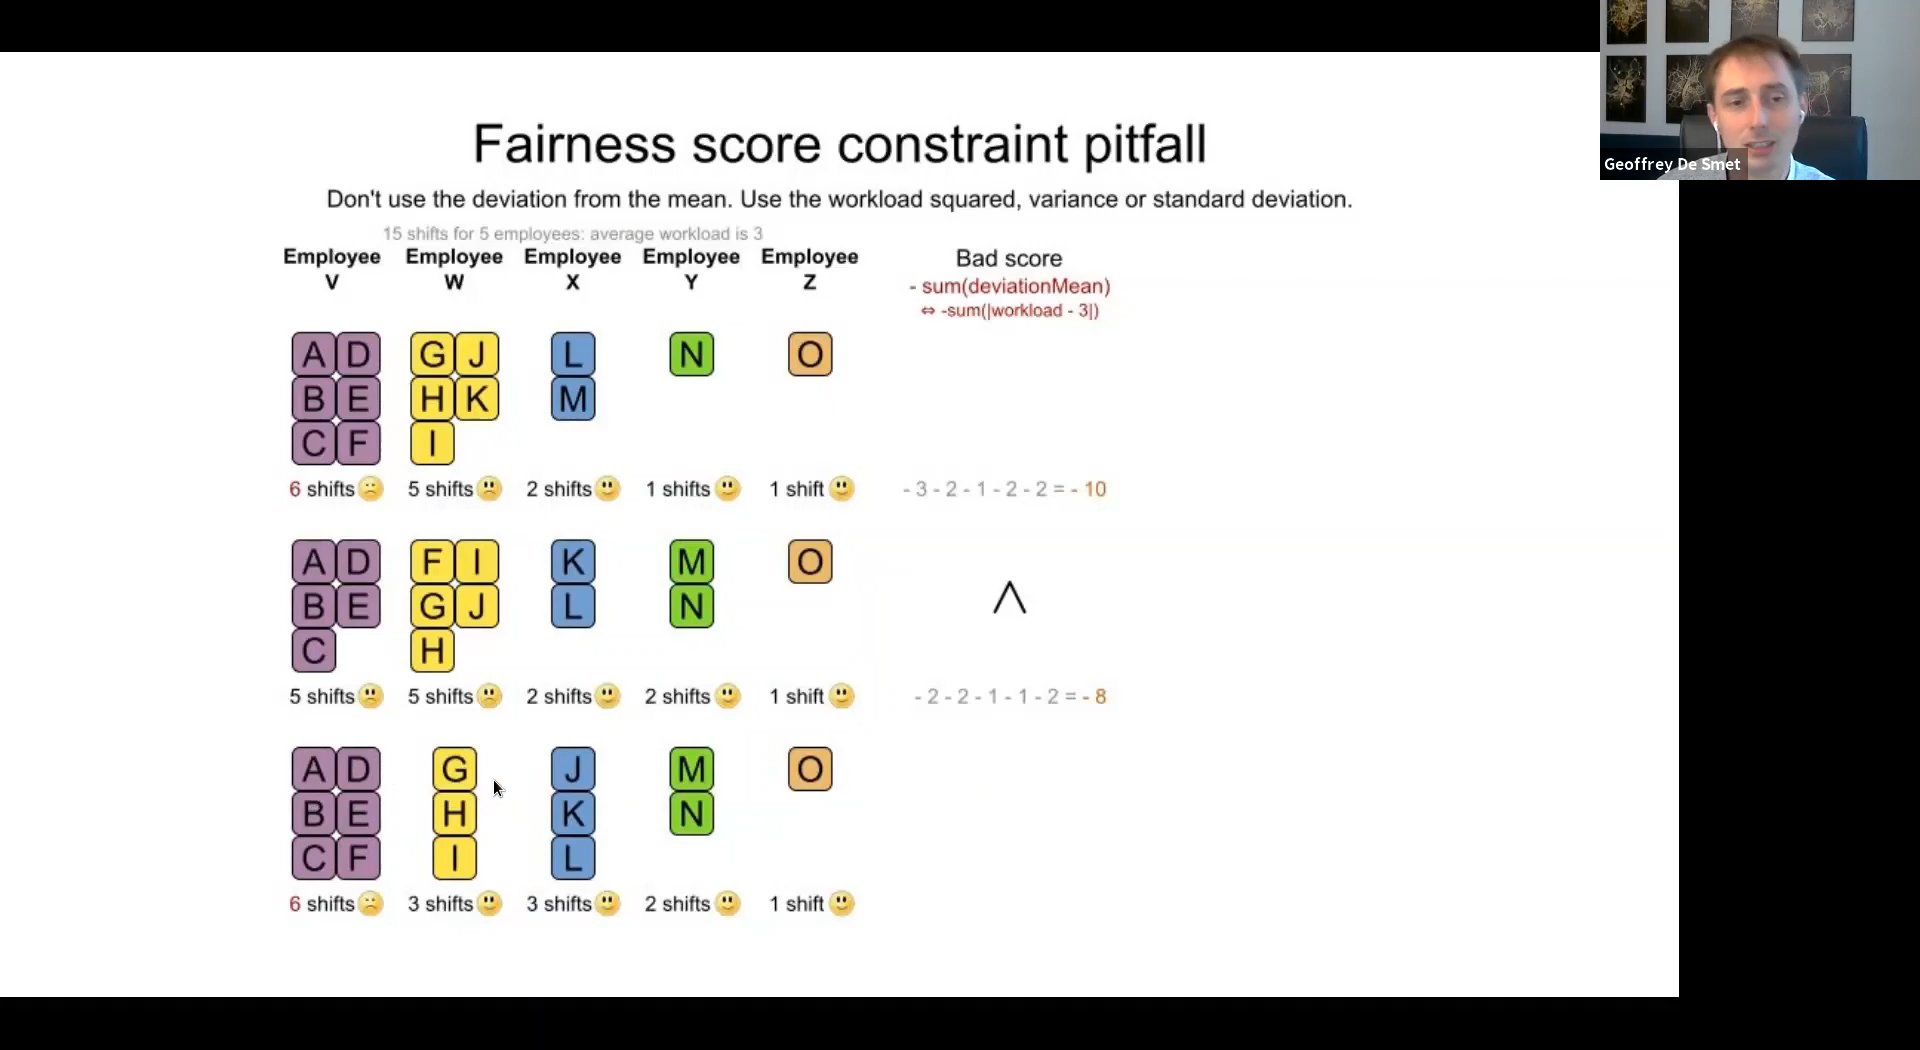 Geoffrey De Smet
Fairness score constraint pitfall
Don't use the deviation from the mean. Use the workload squared, variance or standard deviation.
15 shifts for 5 employees: average workload is 3
Employee V
Employee W
Employee X
Employee Y
Employee Z
Bad score
- sum(deviationMean)
⇔ -sum(|workload - 3|)
A D G J L N O
B E H K M
C F I
6 shifts 5 shifts 2 shifts 1 shifts 1 shift - 3 - 2 - 1 - 2 - 2 = - 10
A D F I K M O
B E G J L N
C H
5 shifts 5 shifts 2 shifts 2 shifts 1 shift - 2 - 2 - 1 - 1 - 2 = - 8
A D G J M O
B E H K N
C F I L
6 shifts 3 shifts 3 shifts 2 shifts 1 shift